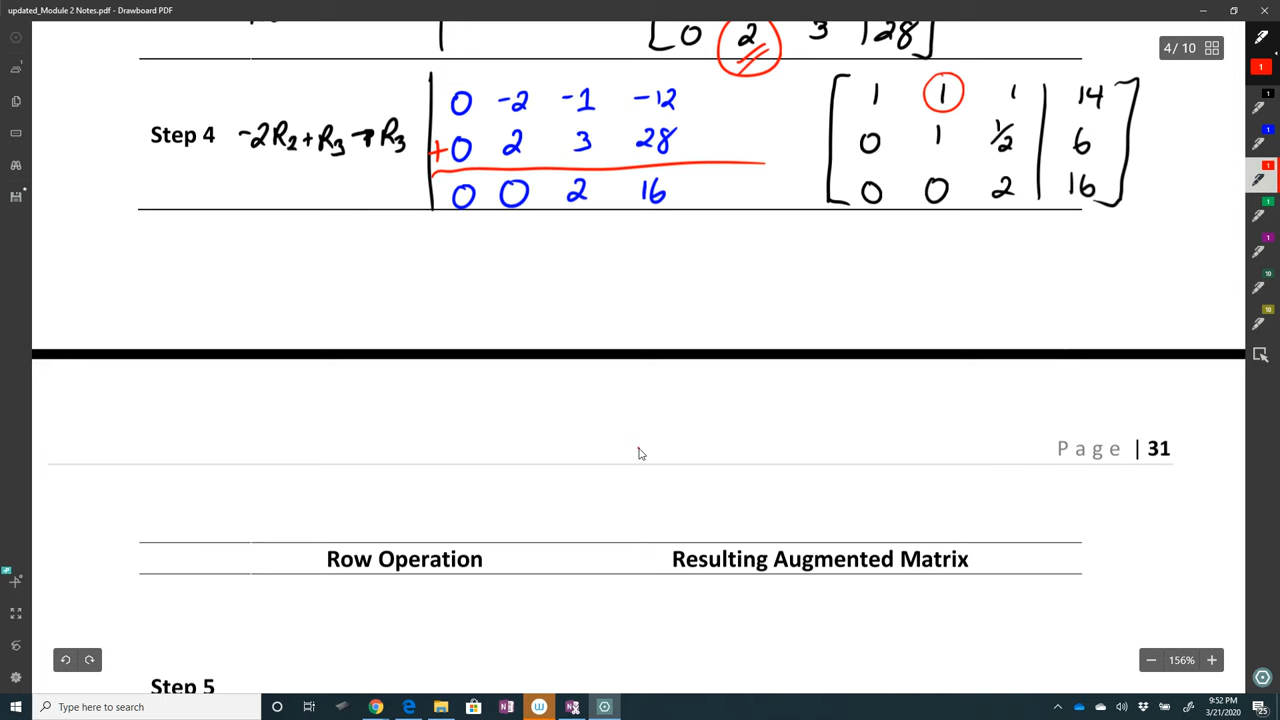 updated_Module 2 Notes.pdf - Drawboard PDF
4 / 10
0 2 3 | 28
Step 4 -2R₂ + R₃ → R₃
0 -2 -1 -12
+ 0 2 3 28
0 0 2 16
1 1 1 | 14
0 1 1/2 | 6
0 0 2 | 16
Page | 31
Row Operation Resulting Augmented Matrix
Step 5
156%
Type here to search
9:52 PM
3/21/2020
25